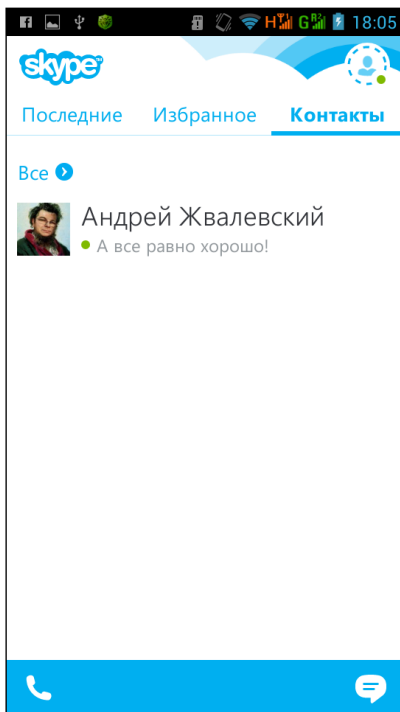 H G R 18:05
skype
Последние Избранное Контакты
Все
Андрей Жвалевский
А все равно хорошо!